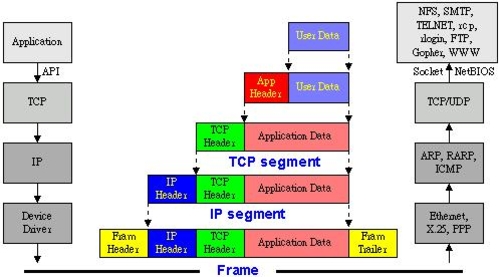 Application
API
TCP
IP
Device
Driver
User Data
App
Header
User Data
TCP
Header
Application Data
TCP segment
IP
Header
TCP
Header
Application Data
IP segment
Fram
Header
IP
Header
TCP
Header
Application Data
Fram
Trailer
Frame
NFS, SMTP,
TELNET, rcp,
rlogin, FTP,
Gopher, WWW
Socket
NetBIOS
TCP/UDP
ARP, RARP,
ICMP
Ethernet,
X.25, PPP